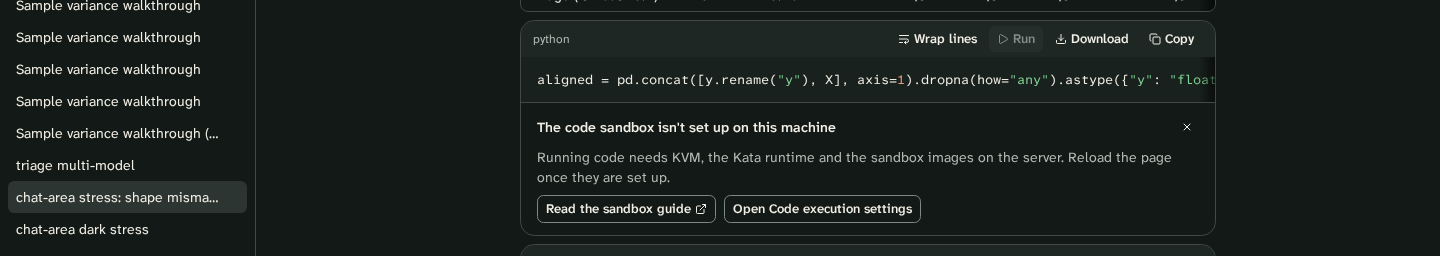 Sample variance walkthrough
Sample variance walkthrough
Sample variance walkthrough
Sample variance walkthrough
Sample variance walkthrough (...
triage multi-model
chat-area stress: shape misma...
chat-area dark stress
python
Wrap lines
Run
Download
Copy
aligned = pd.concat([y.rename("y"), X], axis=1).dropna(how="any").astype({"y": "float
The code sandbox isn't set up on this machine
Running code needs KVM, the Kata runtime and the sandbox images on the server. Reload the page
once they are set up.
Read the sandbox guide
Open Code execution settings